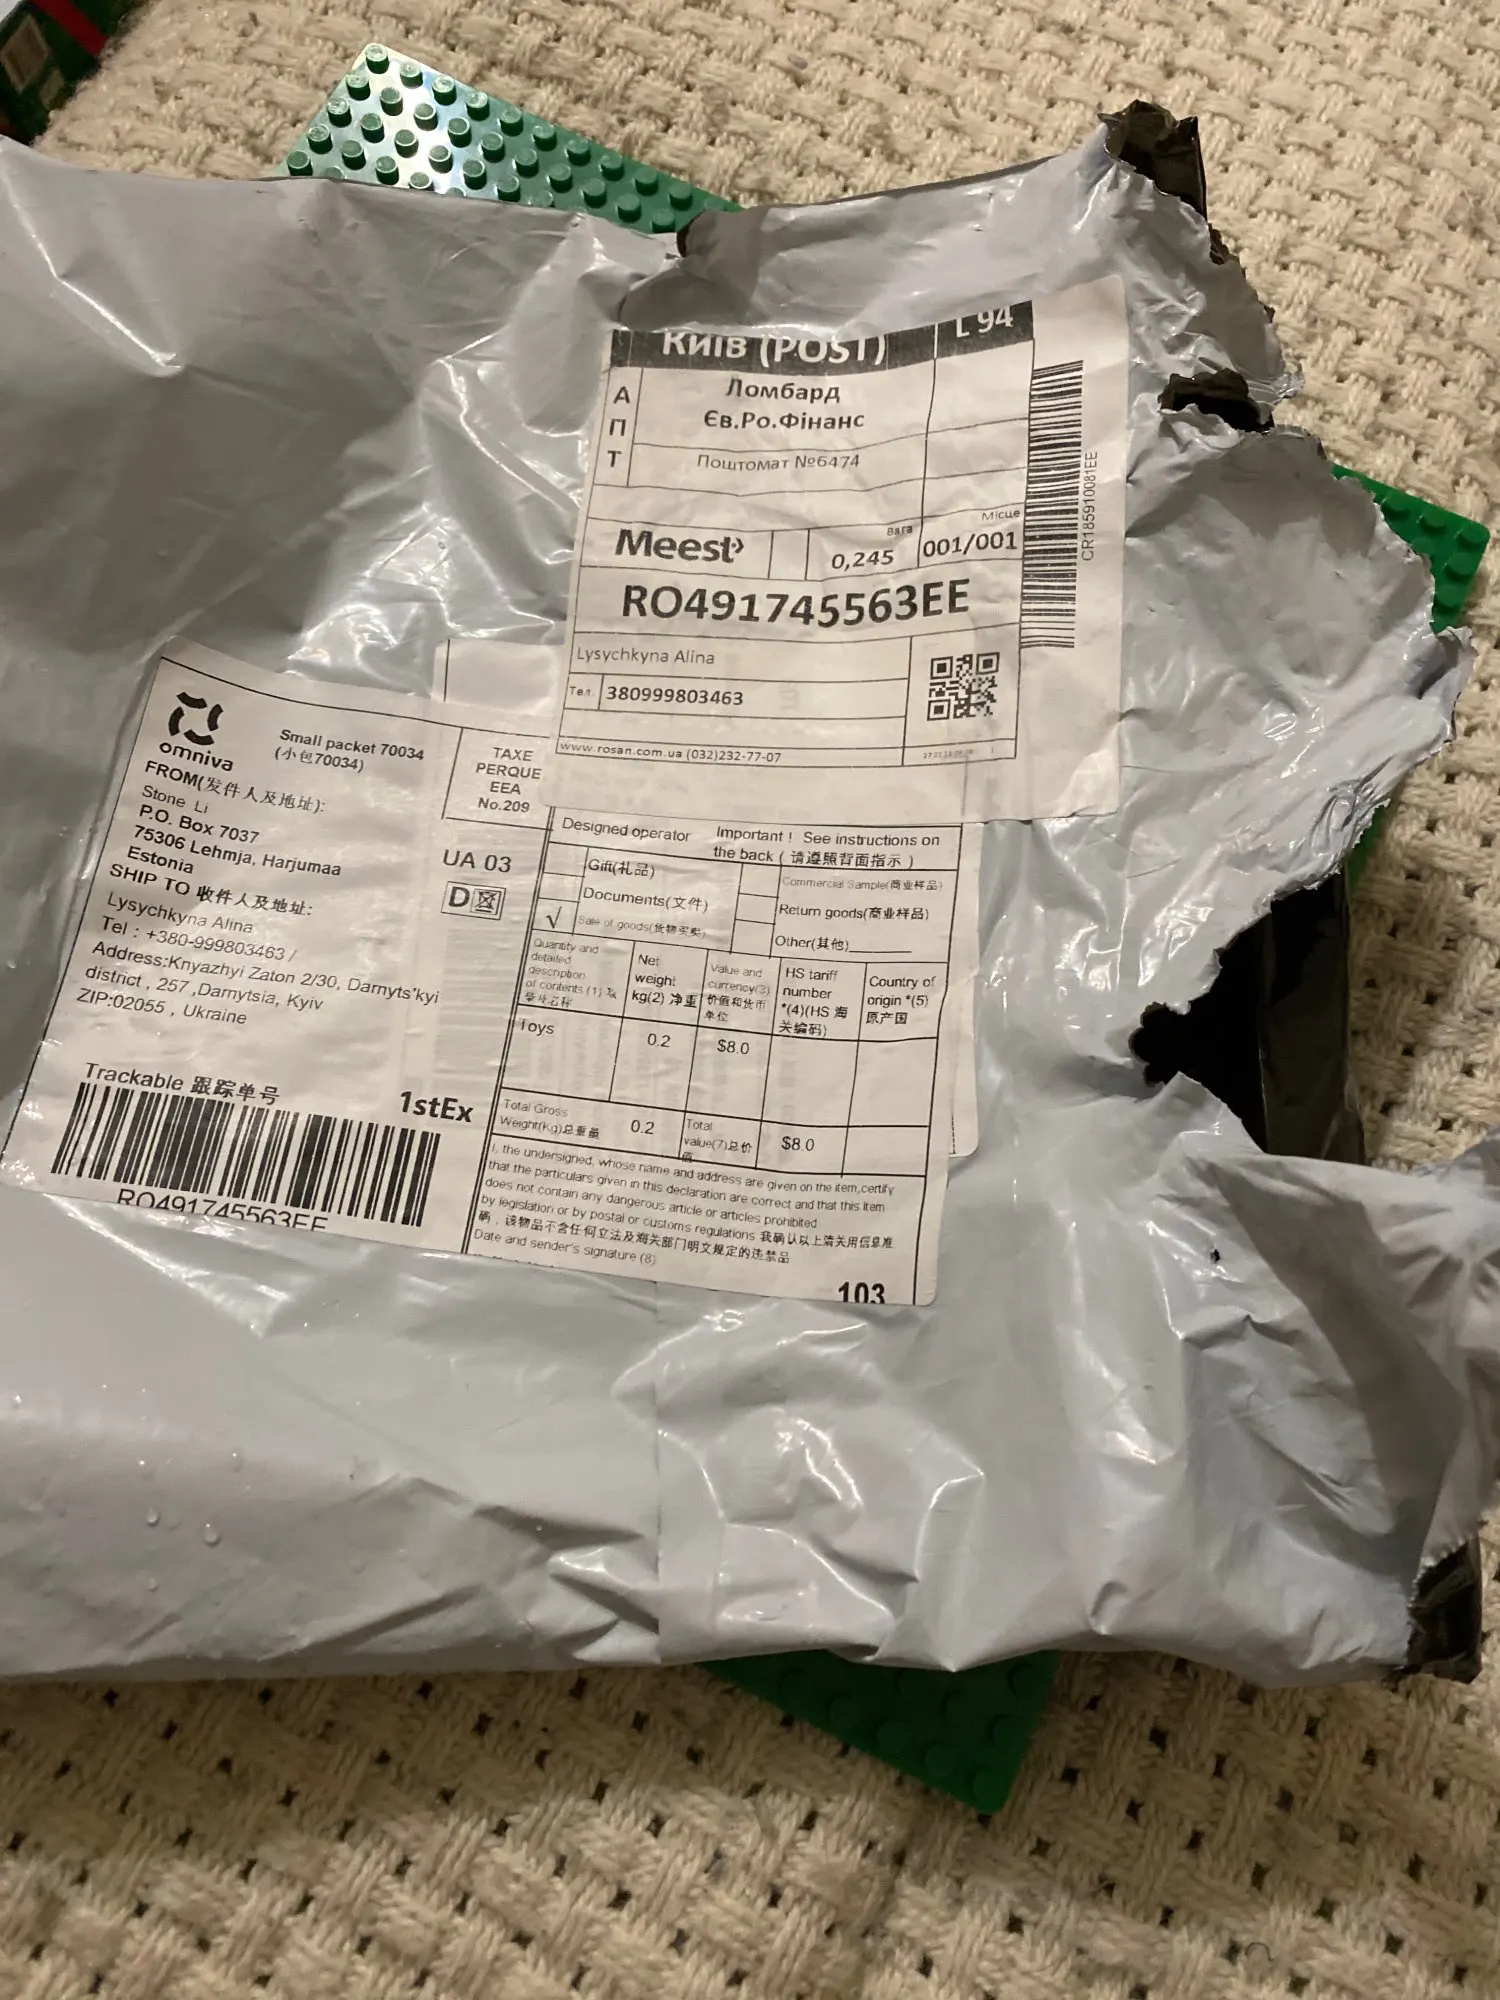 Київ (POST)
L 94
А
П
Т
Ломбард
Єв.Ро.Фінанс
Поштомат №6474
Meest
Вага
0,245
Місце
001/001
RO491745563EE
Lysychkyna Alina
Тел
380999803463
www.rosan.com.ua (032)232-77-07
CR185910081EE
omniva
Small packet 70034
(小包70034)
FROM(发件人及地址):
Stone Li
P.O. Box 7037
75306 Lehmja, Harjumaa
Estonia
SHIP TO 收件人及地址:
Lysychkyna Alina
Tel : +380-999803463 /
Address:Knyazhyi Zaton 2/30, Darnyts'kyi
district , 257 ,Darnytsia, Kyiv
ZIP:02055 , Ukraine
Trackable 跟踪单号
1stEx
RO491745563EE
TAXE
PERQUE
EEA
No.209
UA 03
D
Designed operator
Important ! See instructions on
the back ( 请遵照背面指示 )
Gift(礼品)
Documents(文件)
√
Sale of goods(货物买卖)
Commercial Sample(商业样品)
Return goods(商业样品)
Other(其他)
Quantity and
detailed
description
of contents (1)
Net
weight
kg(2) 净重
Value and
currency(3)
价值和货币
单位
HS tariff
number
*(4)(HS 海
关编码)
Country of
origin *(5)
原产国
Toys
0.2
$8.0
Total Gross
Weight(Kg)总重量
0.2
Total
value(7)总价
值
$8.0
I, the undersigned, whose name and address are given on the item,certify
that the particulars given in this declaration are correct and that this item
does not contain any dangerous article or articles prohibited
by legislation or by postal or customs regulations 我确认以上清关用信息准
确，该物品不含任何立法及海关部门明文规定的违禁品
Date and sender's signature (8)
103